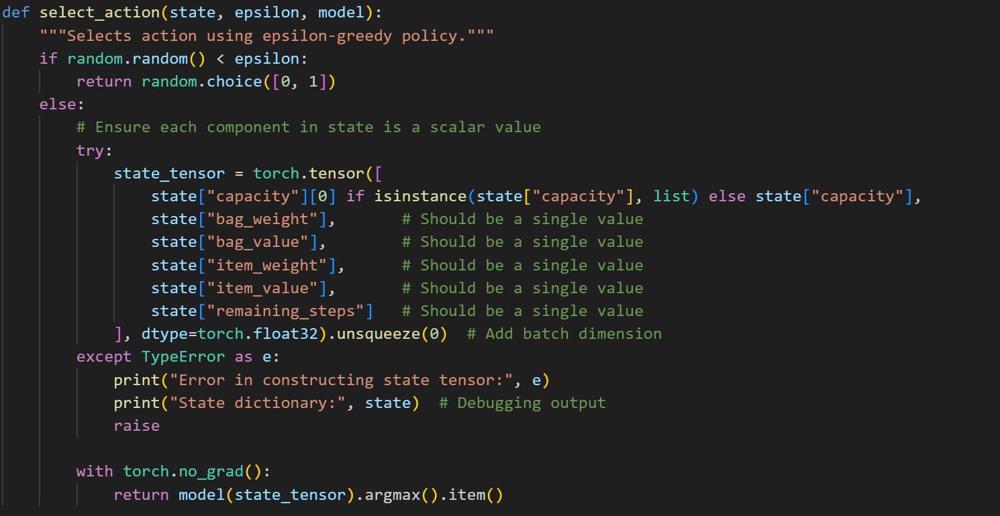 def select_action(state, epsilon, model):
    """Selects action using epsilon-greedy policy."""
    if random.random() < epsilon:
        return random.choice([0, 1])
    else:
        # Ensure each component in state is a scalar value
        try:
            state_tensor = torch.tensor([
                state["capacity"][0] if isinstance(state["capacity"], list) else state["capacity"],
                state["bag_weight"],       # Should be a single value
                state["bag_value"],        # Should be a single value
                state["item_weight"],      # Should be a single value
                state["item_value"],       # Should be a single value
                state["remaining_steps"]   # Should be a single value
            ], dtype=torch.float32).unsqueeze(0)  # Add batch dimension
        except TypeError as e:
            print("Error in constructing state tensor:", e)
            print("State dictionary:", state)  # Debugging output
            raise

        with torch.no_grad():
            return model(state_tensor).argmax().item()